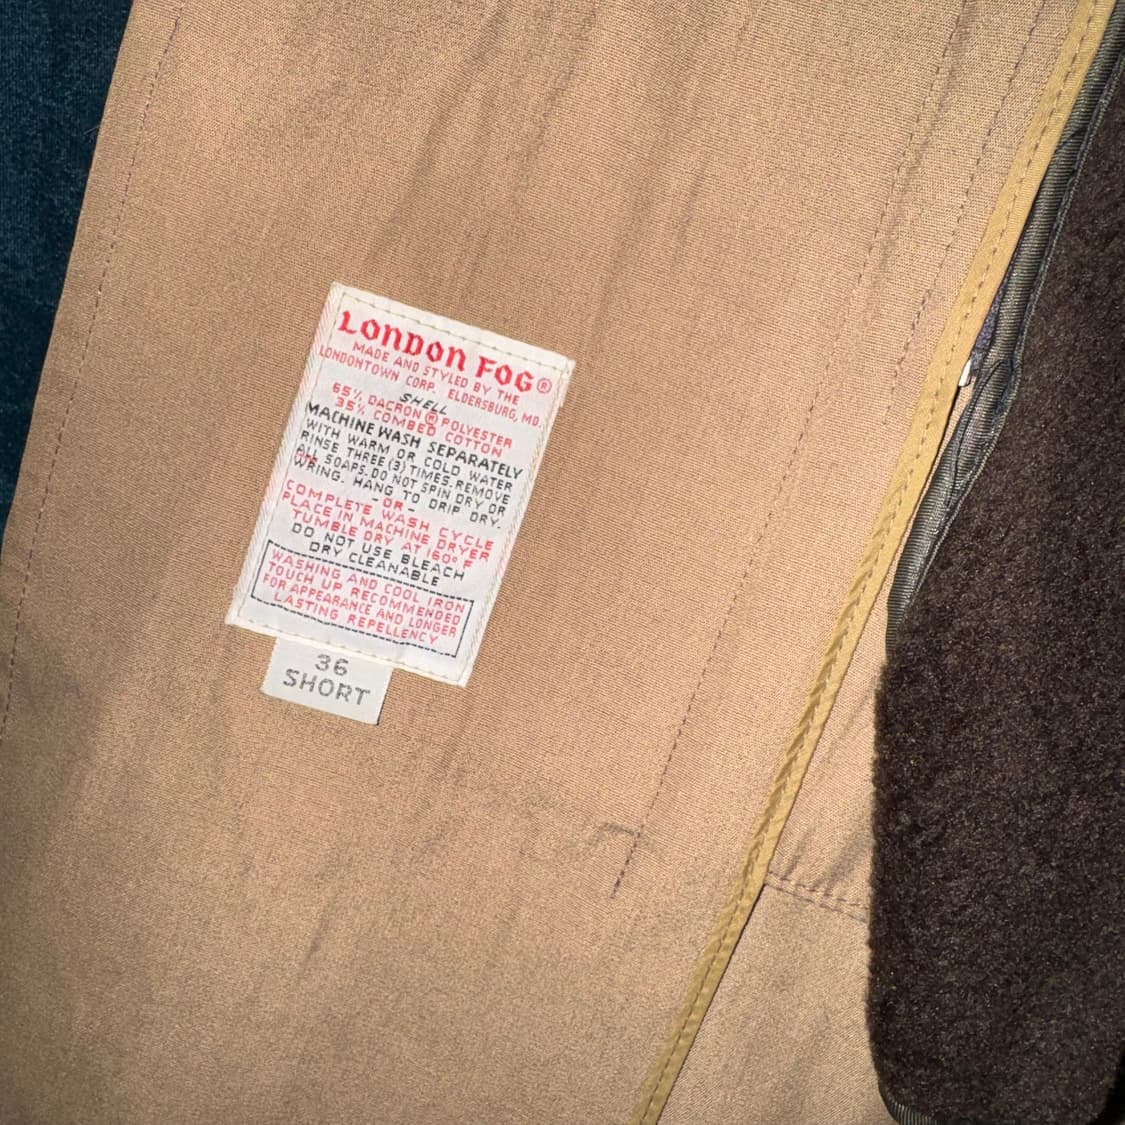 LONDON FOG®
MADE AND STYLED BY THE
LONDONTOWN CORP. ELDERSBURG, MD.
SHELL
65% DACRON® POLYESTER
35% COMBED COTTON
MACHINE WASH SEPARATELY
WITH WARM OR COLD WATER
RINSE THREE (3) TIMES. REMOVE
ALL SOAPS. DO NOT SPIN DRY OR
WRING. HANG TO DRIP DRY.
- OR -
COMPLETE WASH CYCLE
PLACE IN MACHINE DRYER
TUMBLE DRY AT 160° F
DO NOT USE BLEACH
DRY CLEANABLE
WASHING AND COOL IRON
TOUCH UP RECOMMENDED
FOR APPEARANCE AND LONGER
LASTING REPELLENCY
36
SHORT